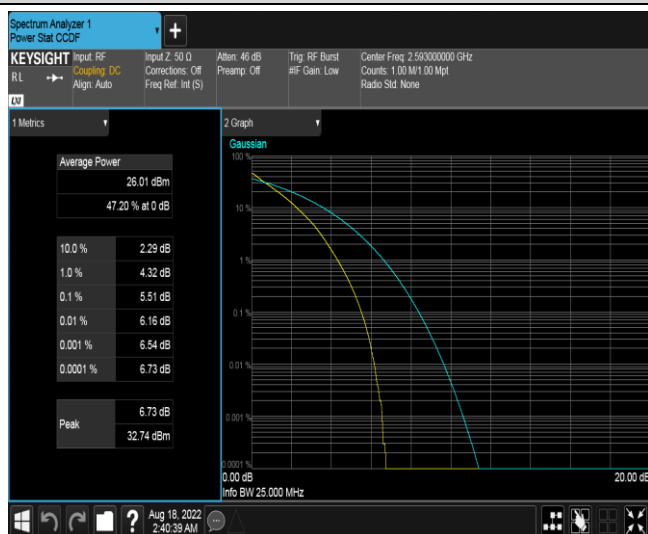 Spectrum Analyzer 1
Power Stat CCDF
+
KEYSIGHT
RL
LXI
Input: RF
Coupling: DC
Align: Auto
Input Z: 50 Ω
Corrections: Off
Freq Ref: Int (S)
Atten: 46 dB
Preamp: Off
Trig: RF Burst
#IF Gain: Low
Center Freq: 2.593000000 GHz
Counts: 1.00 M/1.00 Mpt
Radio Std: None
1 Metrics
Average Power
26.01 dBm
47.20 % at 0 dB
10.0 % 2.29 dB
1.0 % 4.32 dB
0.1 % 5.51 dB
0.01 % 6.16 dB
0.001 % 6.54 dB
0.0001 % 6.73 dB
Peak
6.73 dB
32.74 dBm
2 Graph
Gaussian
100 %
10 %
1 %
0.1 %
0.01 %
0.001 %
0.0001 %
0.00 dB
20.00 dB
Info BW 25.000 MHz
?
Aug 18, 2022
2:40:39 AM